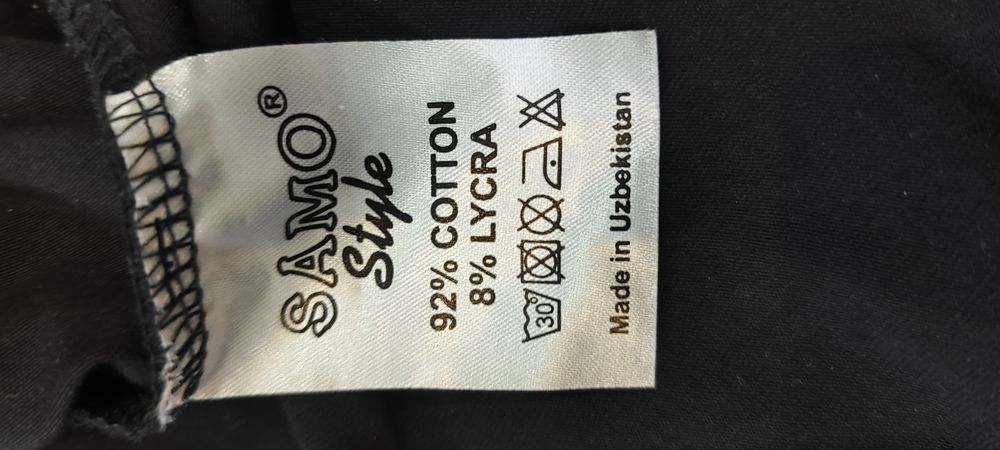 SAMO®
Style
92% COTTON
8% LYCRA
30°
Made in Uzbekistan